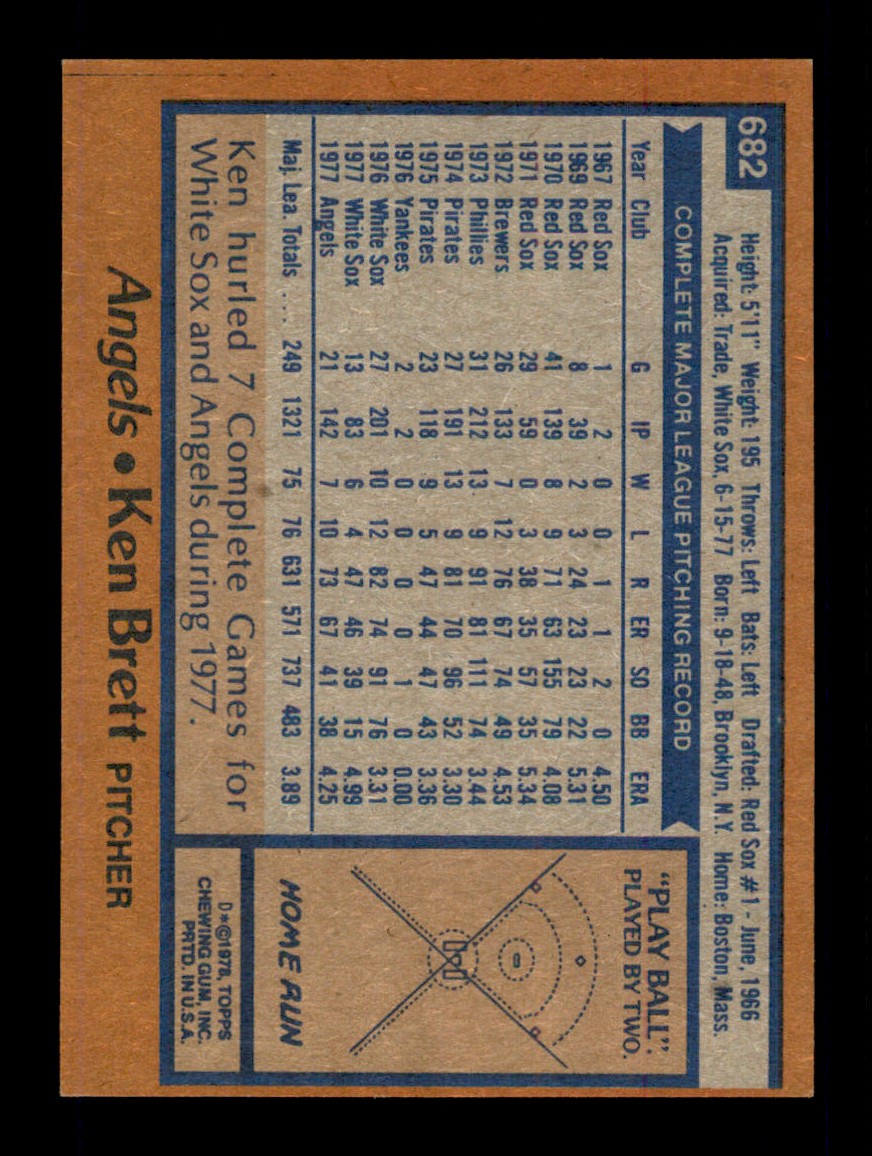 682
Height: 5'11" Weight: 195 Throws: Left Bats: Left Drafted: Red Sox #1 - June, 1966
Acquired: Trade, White Sox, 6-15-77 Born: 9-18-48, Brooklyn, N.Y. Home: Boston, Mass.
COMPLETE MAJOR LEAGUE PITCHING RECORD
Year Club G IP W L R ER SO BB ERA
1967 Red Sox 1 2 0 0 1 1 2 0 4.50
1969 Red Sox 8 39 2 3 24 23 23 22 5.31
1970 Red Sox 41 139 8 9 71 63 155 79 4.08
1971 Red Sox 29 59 0 3 38 35 57 35 5.34
1972 Brewers 26 133 7 12 76 67 74 49 4.53
1973 Phillies 31 212 13 9 91 81 111 74 3.44
1974 Pirates 27 191 13 9 81 70 96 52 3.30
1975 Pirates 23 118 9 5 47 44 47 43 3.36
1976 Yankees 2 2 0 0 0 0 1 0 0.00
1976 White Sox 27 201 10 12 82 74 91 76 3.31
1977 White Sox 13 83 6 4 47 46 39 15 4.99
1977 Angels 21 142 7 10 73 67 41 38 4.25
Maj. Lea. Totals .... 249 1321 75 76 631 571 737 483 3.89
Ken hurled 7 Complete Games for
White Sox and Angels during 1977.
"PLAY BALL":
PLAYED BY TWO.
HOME RUN
D*©1978, TOPPS
CHEWING GUM, INC.
PRTD. IN U.S.A.
Angels • Ken Brett PITCHER